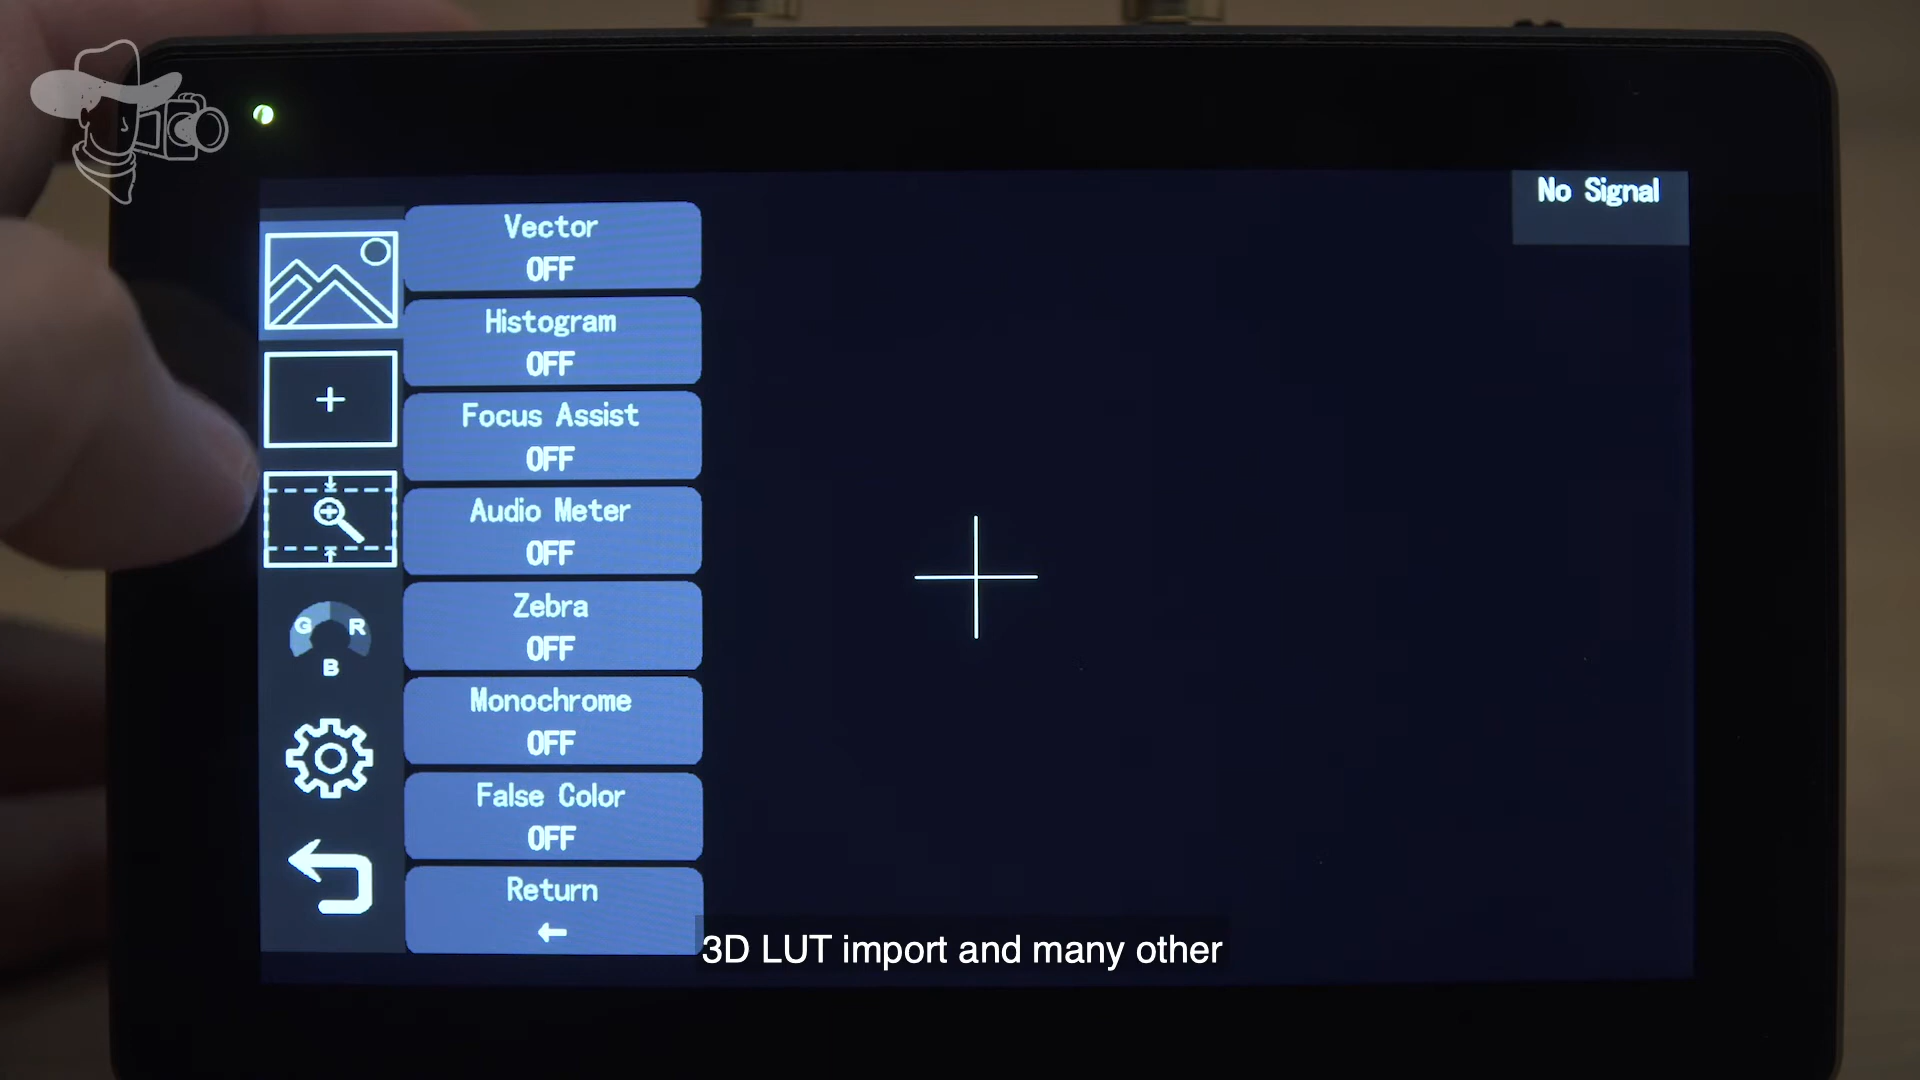 No Signal
Vector
OFF
Histogram
OFF
Focus Assist
OFF
Audio Meter
OFF
Zebra
OFF
G R
B
Monochrome
OFF
False Color
OFF
Return
3D LUT import and many other